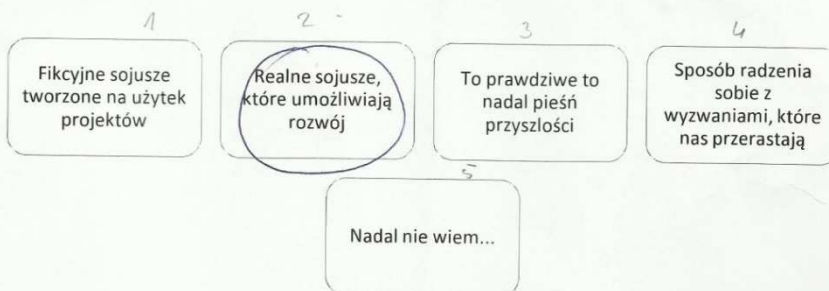 1
2
3
4
Fikcyjne sojusze
tworzone na użytek
projektów
Realne sojusze,
które umożliwiają
rozwój
To prawdziwe to
nadal pieśń
przyszlości
Sposób radzenia
sobie z
wyzwaniami, które
nas przerastają
5
Nadal nie wiem...